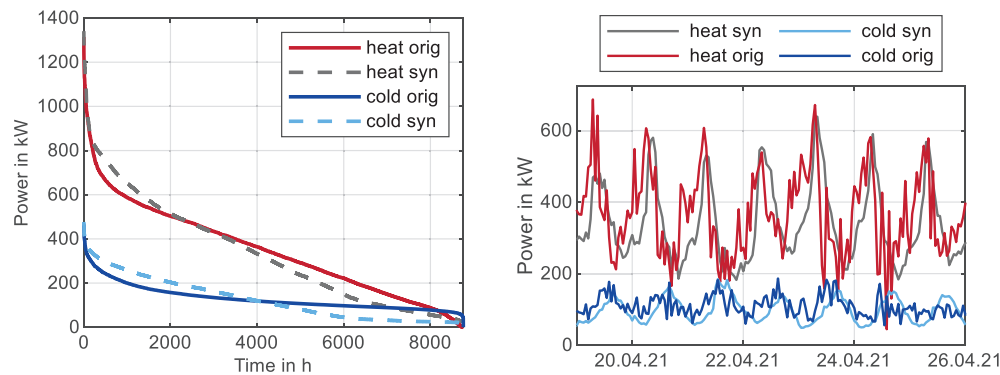 1400
1200
1000
800
600
400
200
0
Power in kW
heat orig
heat syn
cold orig
cold syn
0 2000 4000 6000 8000
Time in h
heat syn cold syn
heat orig cold orig
600
400
200
0
Power in kW
20.04.21 22.04.21 24.04.21 26.04.21